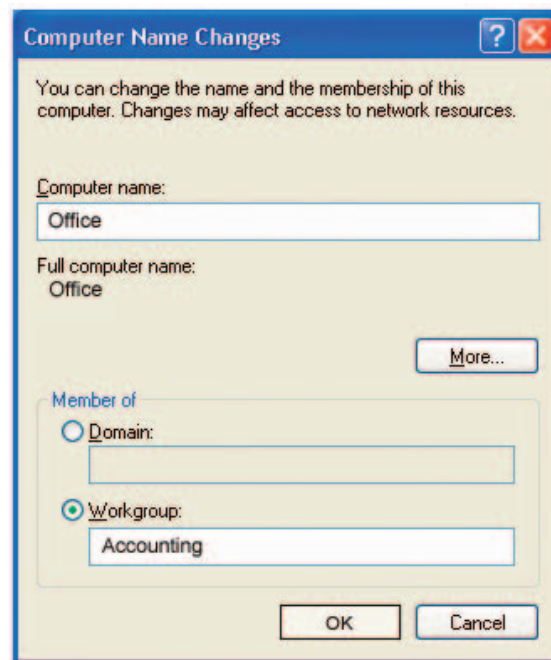 Computer Name Changes
?
You can change the name and the membership of this
computer. Changes may affect access to network resources.
Computer name:
Office
Full computer name:
Office
More...
Member of
Domain:
Workgroup:
Accounting
OK
Cancel